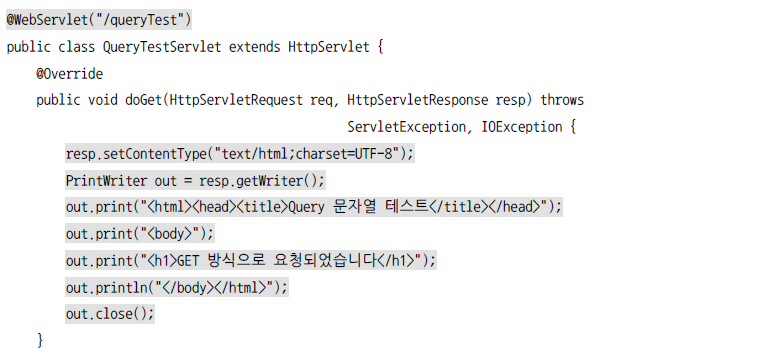 @WebServlet("/queryTest")
public class QueryTestServlet extends HttpServlet {
@Override
public void doGet(HttpServletRequest req, HttpServletResponse resp) throws
ServletException, IOException {
resp.setContentType("text/html;charset=UTF-8");
PrintWriter out = resp.getWriter();
out.print("<html><head><title>Query 문자열 테스트</title></head>");
out.print("<body>");
out.print("<h1>GET 방식으로 요청되었습니다</h1>");
out.println("</body></html>");
out.close();
}